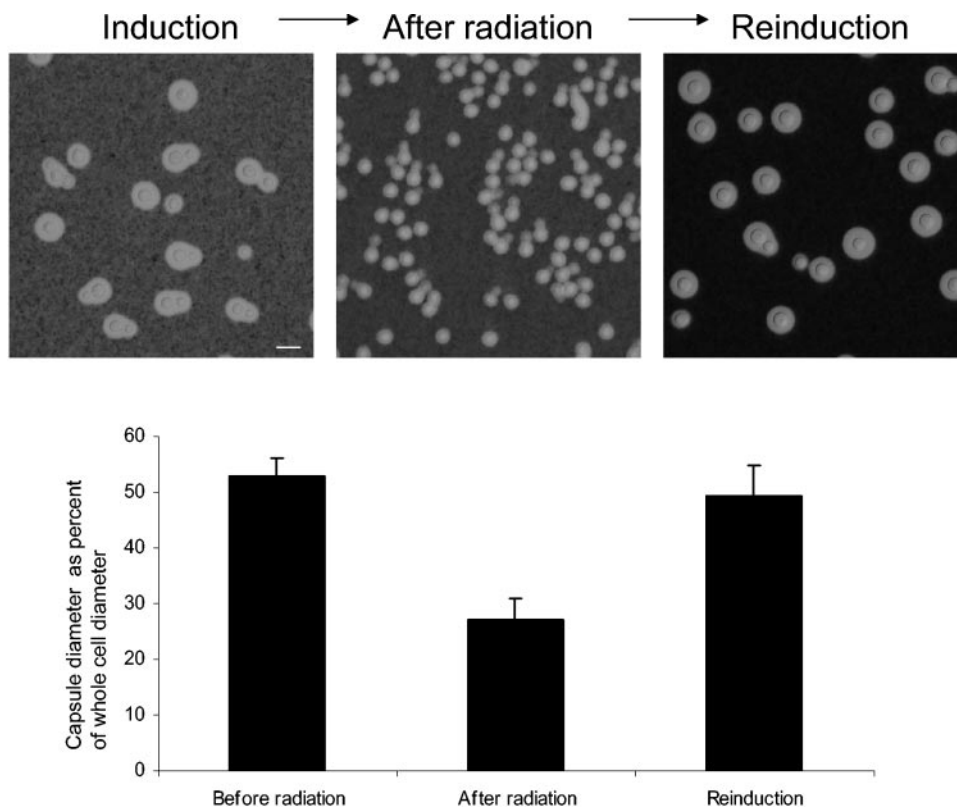 Induction → After radiation → Reinduction
60
50
40
30
20
10
0
Capsule diameter as percent
of whole cell diameter
Before radiation After radiation Reinduction